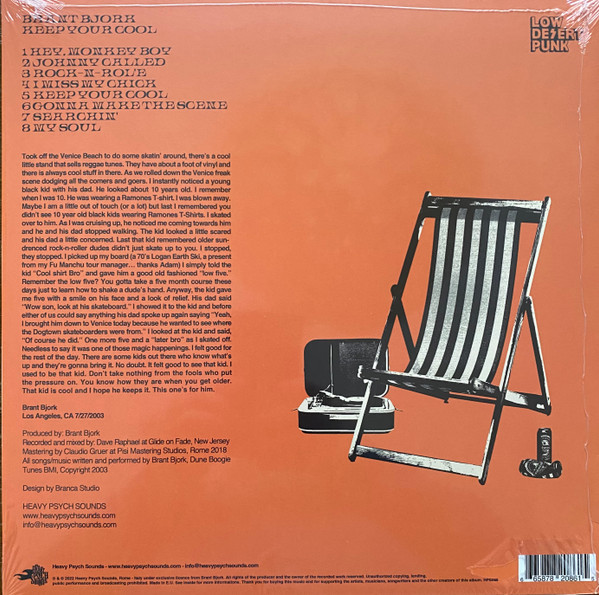 BRANT BJORK
KEEP YOUR COOL
LOW
DESERT
PUNK
1 HEY, MONKEY BOY
2 JOHNNY CALLED
3 ROCK-N-ROL'E
4 I MISS MY CHICK
5 KEEP YOUR COOL
6 GONNA MAKE THE SCENE
7 SEARCHIN'
8 MY SOUL
Took off the Venice Beach to do some skatin' around, there's a cool
little stand that sells reggae tunes. They have about a foot of vinyl and
there is always cool stuff in there. As we rolled down the Venice freak
scene dodging all the comers and goers. I instantly noticed a young
black kid with his dad. He looked about 10 years old. I remember
when I was 10. He was wearing a Ramones T-shirt. I was blown away.
Maybe I am a little out of touch (or a lot) but last I remembered you
didn't see 10 year old black kids wearing Ramones T-Shirts. I skated
over to him, As I was cruising up, he noticed me coming towards him
and he and his dad stopped walking. The kid looked a little scared
and his dad a little concerned. Last that kid remembered older sun-
drenced rock-n-roller dudes didn't just skate up to you. I stopped,
they stopped. I picked up my board (a 70's Logan Earth Ski, a present
from my Fu Manchu tour manager... thanks Adam) I simply told the
kid "Cool shirt Bro" and gave him a good old fashioned "low five."
Remember the low five? You gotta take a five month course these
days just to learn how to shake a dude's hand. Anyway, the kid gave
me five with a smile on his face and a look of relief. His dad said
"Wow son, look at his skateboard." I showed it to the kid and before
either of us could say anything his dad spoke up again saying "Yeah,
I brought him down to Venice today because he wanted to see where
the Dogtown skateboarders were from." I looked at the kid and said,
"Of course he did." One more five and a "later bro" as I skated off.
Needless to say it was one of those magic happenings. I felt good for
the rest of the day. There are some kids out there who know what's
up and they're gonna bring it. No doubt. It felt good to see that kid. I
used to be that kid. Don't take nothing from the fools who put
the pressure on. You know how they are when you get older.
That kid is cool and I hope he keeps it. This one's for him.
Brant Bjork
Los Angeles, CA 7/27/2003
Produced by: Brant Bjork
Recorded and mixed by: Dave Raphael at Glide on Fade, New Jersey
Mastering by Claudio Gruer at Pisi Mastering Studios, Rome 2018
All songs/music written and performed by Brant Bjork, Dune Boogie
Tunes BMI, Copyright 2003
Design by Branca Studio
HEAVY PSYCH SOUNDS
www.heavypsychsounds.com
info@heavypsychsounds.com
Heavy Psych Sounds - www.heavypsychsounds.com - info@heavypsychsounds.com